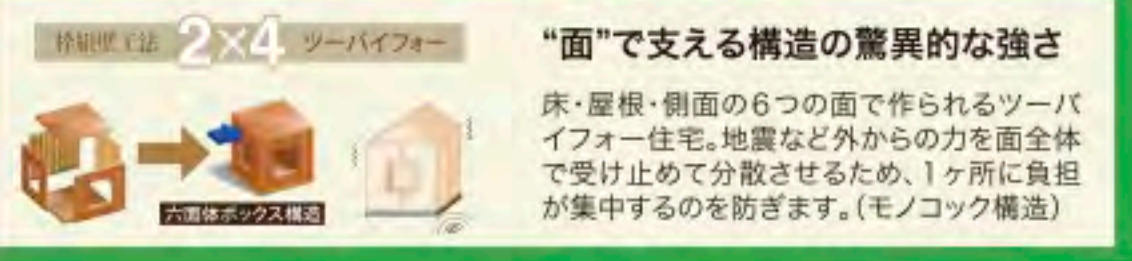 枠組壁工法 2×4 ツーバイフォー
六面体ボックス構造
“面”で支える構造の驚異的な強さ
床・屋根・側面の6つの面で作られるツーバ
イフォー住宅。地震など外からの力を面全体
で受け止めて分散させるため、1ヶ所に負担
が集中するのを防ぎます。(モノコック構造)